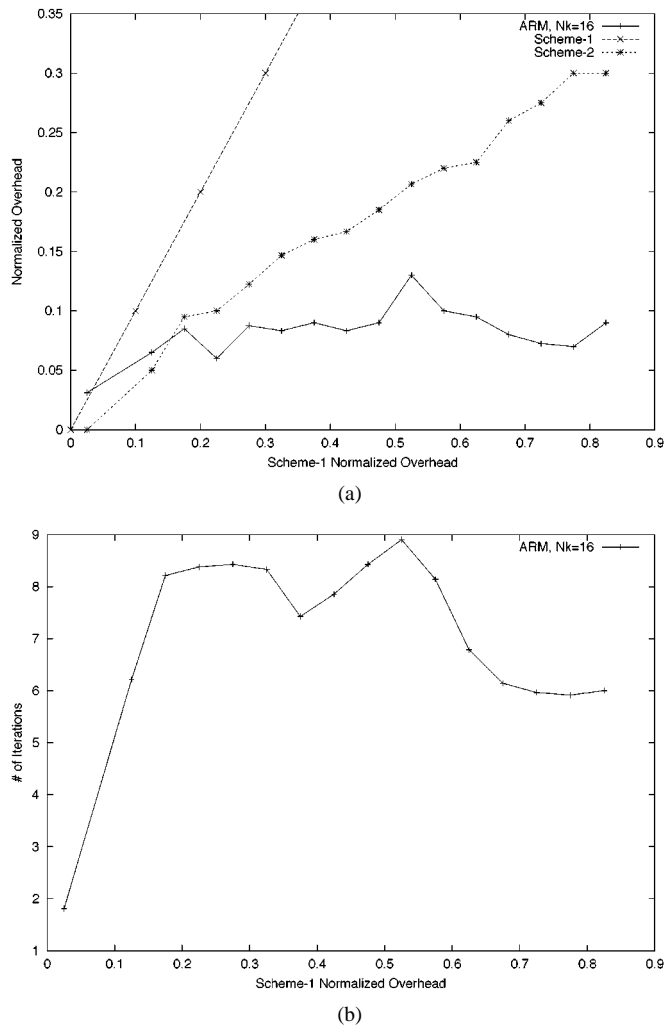 0.35
0.3
0.25
0.2
0.15
0.1
0.05
0
Normalized Overhead
ARM, Nk=16
Scheme-1
Scheme-2
0 0.1 0.2 0.3 0.4 0.5 0.6 0.7 0.8 0.9
Scheme-1 Normalized Overhead
(a)
9
8
7
6
5
4
3
2
1
# of Iterations
ARM, Nk=16
0 0.1 0.2 0.3 0.4 0.5 0.6 0.7 0.8 0.9
Scheme-1 Normalized Overhead
(b)